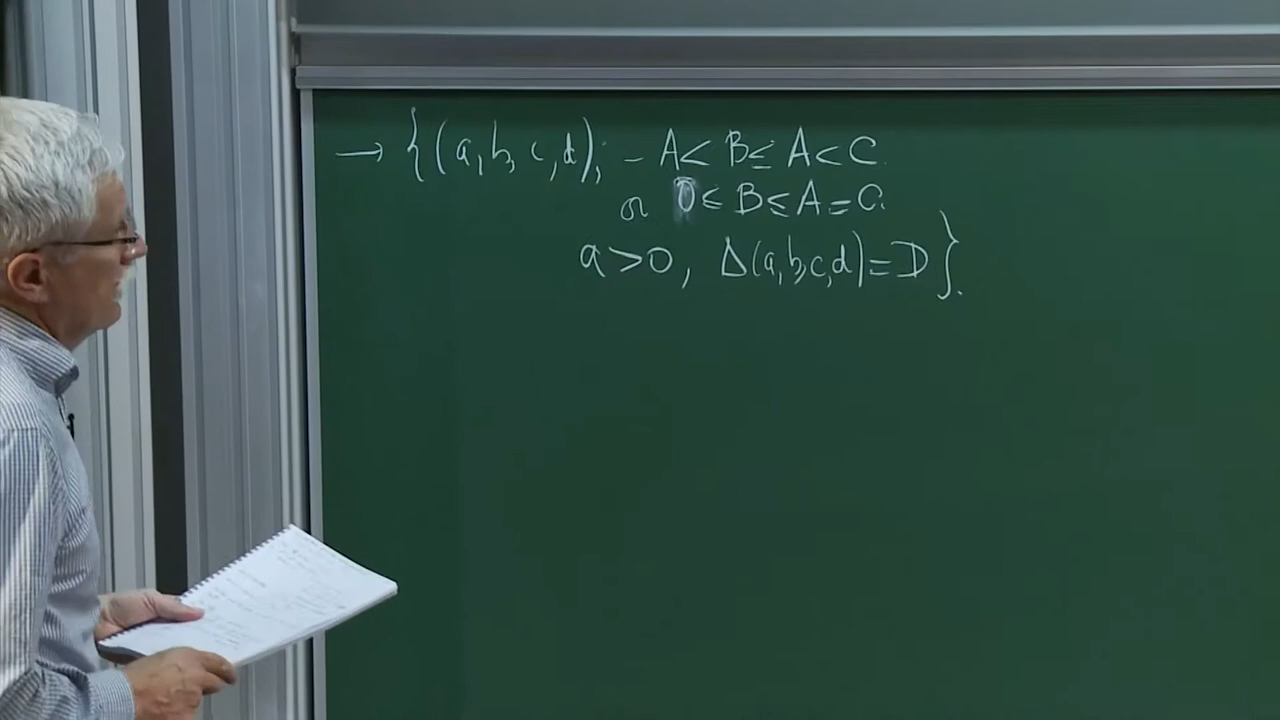 → {(a, b, c, d); - A < B ≤ A < C
or 0 ≤ B ≤ A = C.
a > 0, Δ(a, b, c, d) = D}.